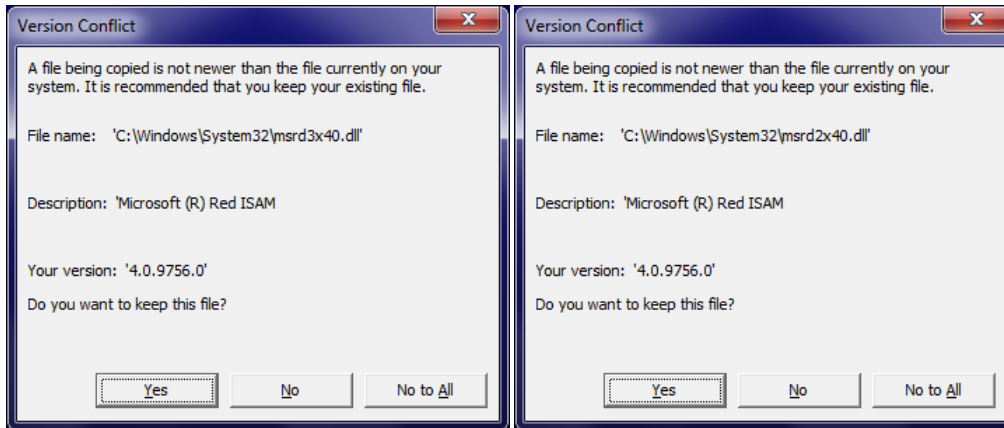 Version Conflict
A file being copied is not newer than the file currently on your
system. It is recommended that you keep your existing file.
File name: 'C:\Windows\System32\msrd3x40.dll'
Description: 'Microsoft (R) Red ISAM
Your version: '4.0.9756.0'
Do you want to keep this file?
Yes No No to All
Version Conflict
A file being copied is not newer than the file currently on your
system. It is recommended that you keep your existing file.
File name: 'C:\Windows\System32\msrd2x40.dll'
Description: 'Microsoft (R) Red ISAM
Your version: '4.0.9756.0'
Do you want to keep this file?
Yes No No to All